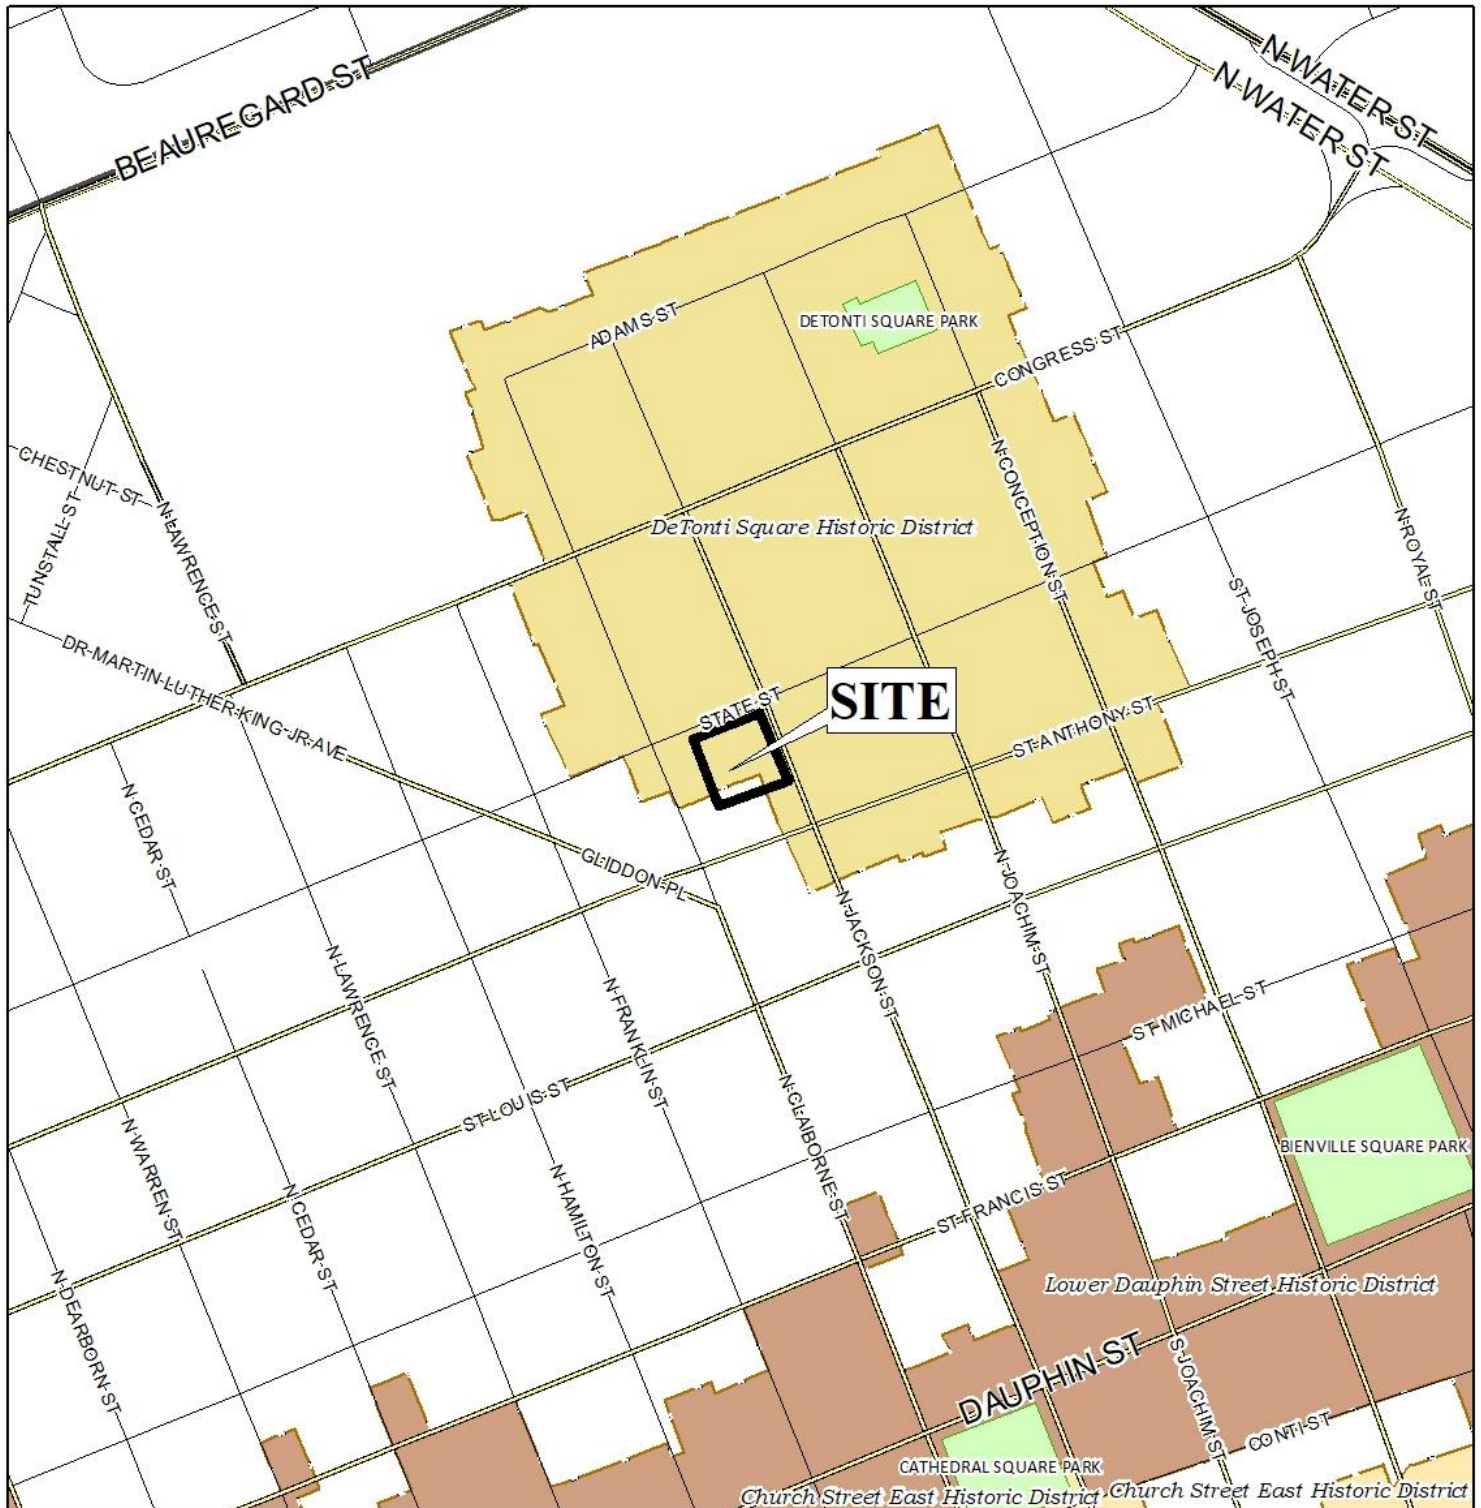 N WATER ST
N WATER ST
BEAUREGARD ST
ADAMS ST
DETONTI SQUARE PARK
CONGRESS ST
CHESTNUT ST
TUNSTALL ST
N LAWRENCE ST
N CONCEPTION ST
DeTonti Square Historic District
N ROYAL ST
ST JOSEPH ST
DR MARTIN LUTHER KING JR AVE
STATE ST
SITE
ST ANTHONY ST
N CEDAR ST
GLIDDON PL
N JACKSON ST
N JOACHIM ST
N LAWRENCE ST
N FRANKLIN ST
ST MICHAEL ST
ST LOUIS ST
N CLAIBORNE ST
N WARREN ST
BIENVILLE SQUARE PARK
N CEDAR ST
N HAMILTON ST
ST FRANCIS ST
N DEARBORN ST
Lower Dauphin Street Historic District
DAUPHIN ST
S JOACHIM ST
CONTI ST
CATHEDRAL SQUARE PARK
Church Street East Historic District
Church Street East Historic District